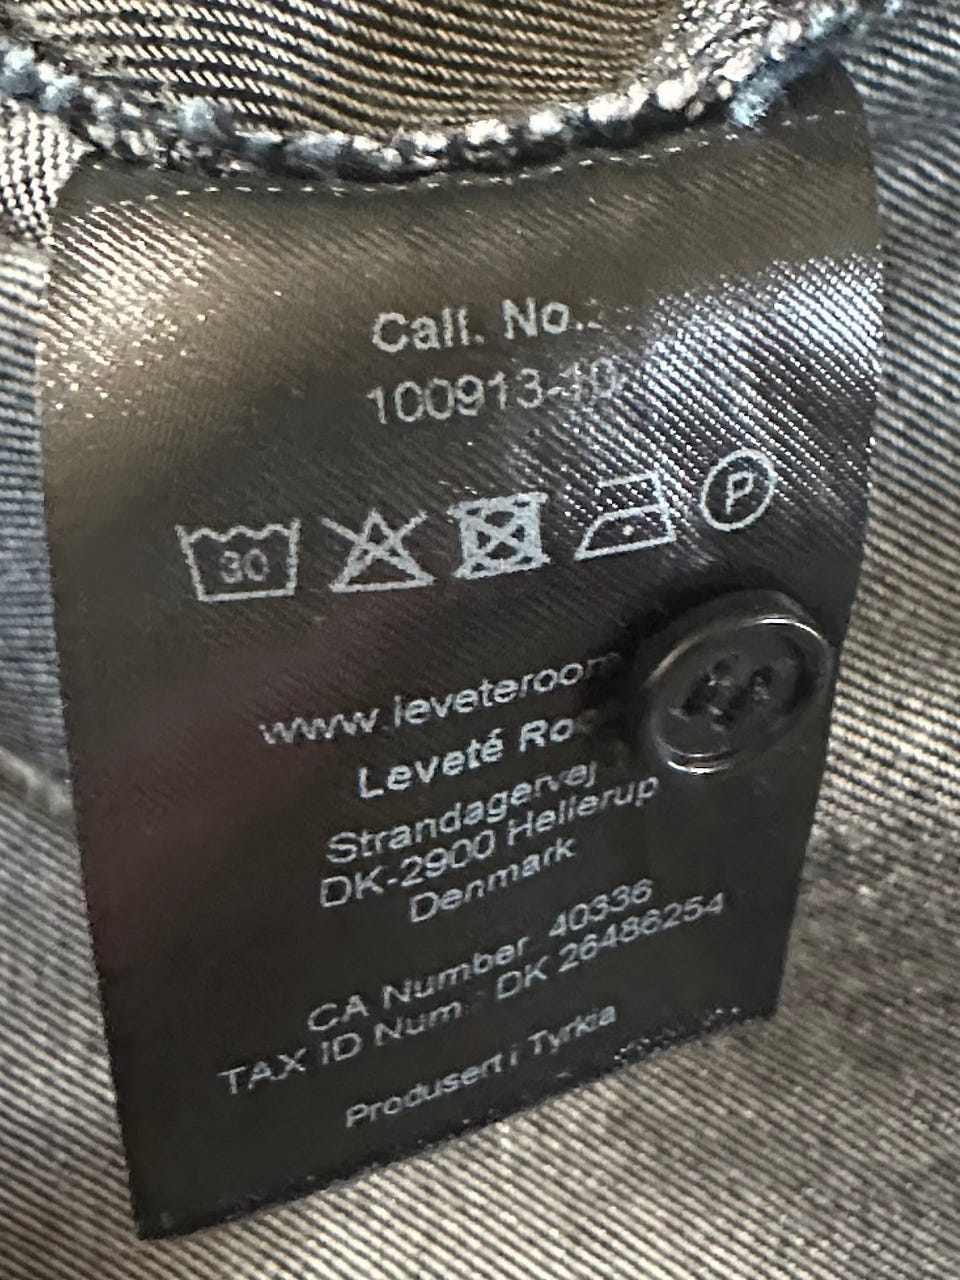 Call. No.:
100913-10
30
P
www.leveteroom
Leveté Ro
Strandagervej
DK-2900 Hellerup
Denmark
CA Number 40336
TAX ID Num. DK 26486254
Produsert i Tyrkia